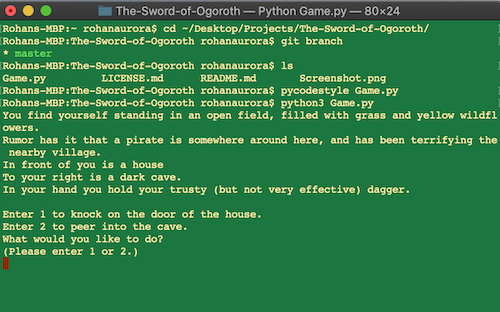 The-Sword-of-Ogoroth — Python Game.py — 80×24
Rohans-MBP:~ rohanaurora$ cd ~/Desktop/Projects/The-Sword-of-Ogoroth/
Rohans-MBP:The-Sword-of-Ogoroth rohanaurora$ git branch
* master
Rohans-MBP:The-Sword-of-Ogoroth rohanaurora$ ls
Game.py LICENSE.md README.md Screenshot.png
Rohans-MBP:The-Sword-of-Ogoroth rohanaurora$ pycodestyle Game.py
Rohans-MBP:The-Sword-of-Ogoroth rohanaurora$ python3 Game.py
You find yourself standing in an open field, filled with grass and yellow wildfl
owers.
Rumor has it that a pirate is somewhere around here, and has been terrifying the
nearby village.
In front of you is a house
To your right is a dark cave.
In your hand you hold your trusty (but not very effective) dagger.
Enter 1 to knock on the door of the house.
Enter 2 to peer into the cave.
What would you like to do?
(Please enter 1 or 2.)